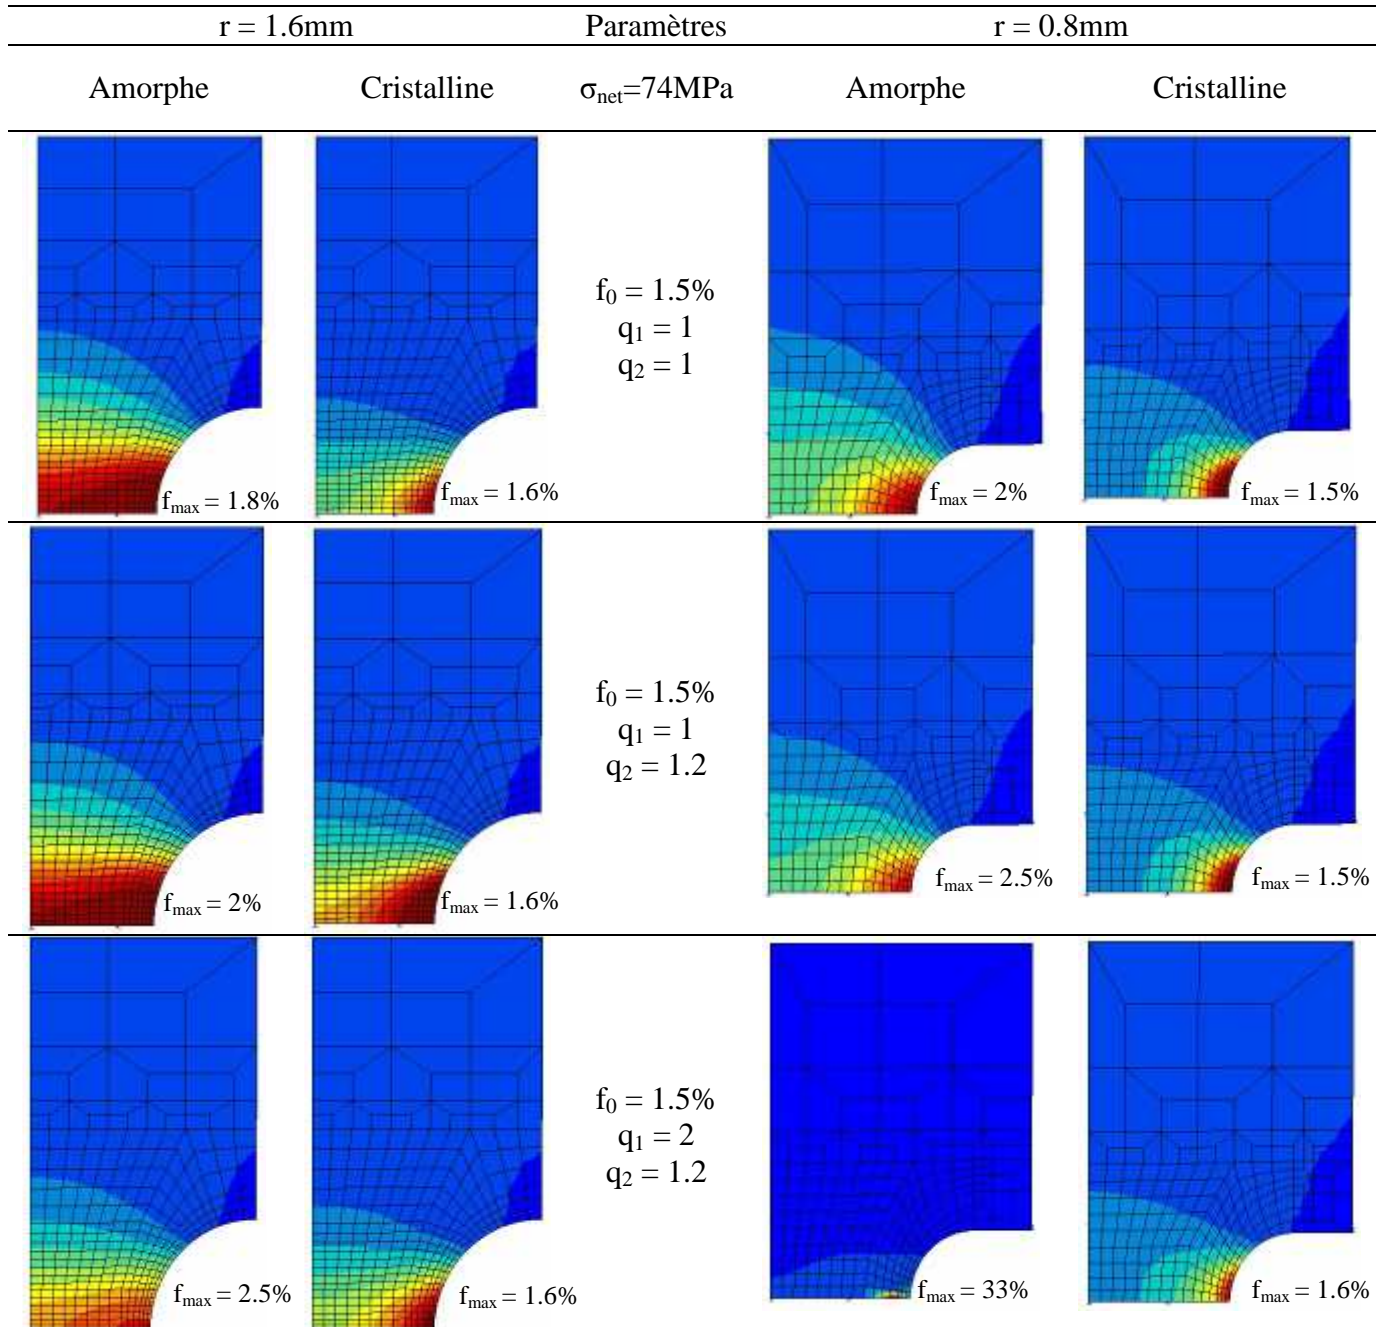 r = 1.6mm Paramètres r = 0.8mm
Amorphe Cristalline σnet=74MPa Amorphe Cristalline
f0 = 1.5%
q1 = 1
q2 = 1
fmax = 1.8% fmax = 1.6% fmax = 2% fmax = 1.5%
f0 = 1.5%
q1 = 1
q2 = 1.2
fmax = 2% fmax = 1.6% fmax = 2.5% fmax = 1.5%
f0 = 1.5%
q1 = 2
q2 = 1.2
fmax = 2.5% fmax = 1.6% fmax = 33% fmax = 1.6%